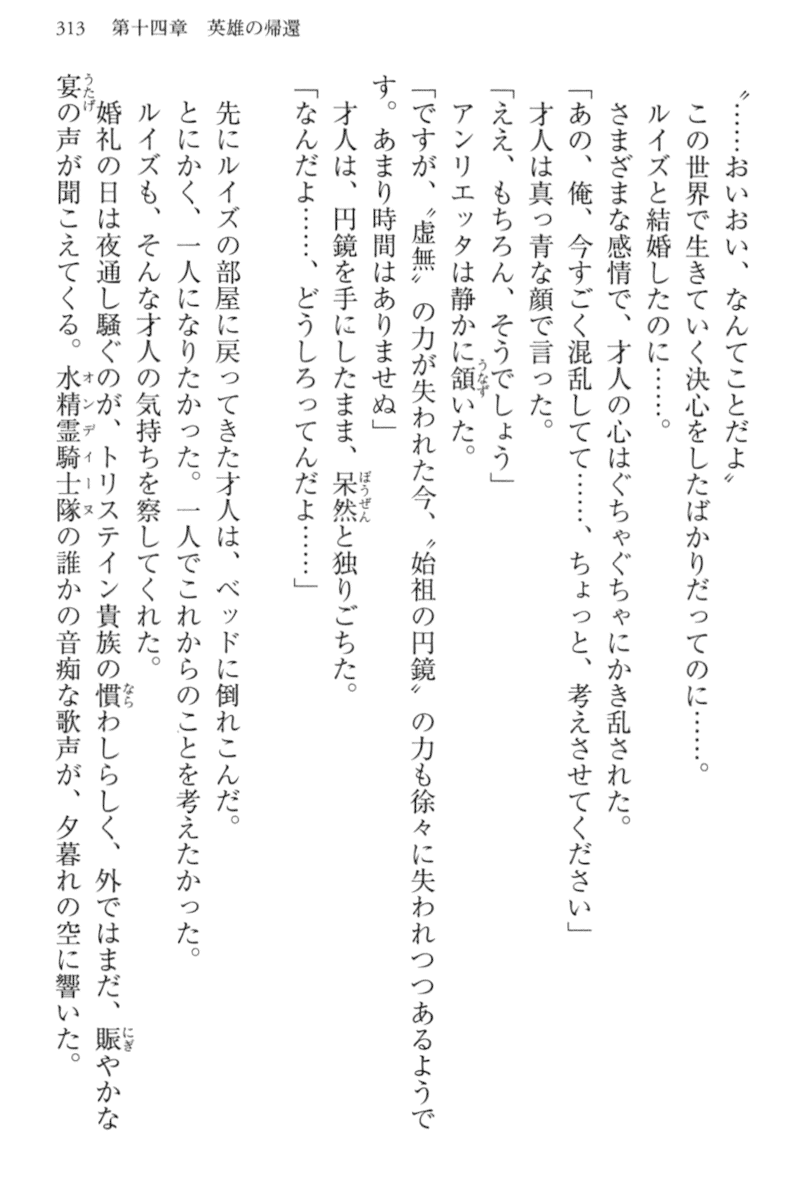 313　第十四章　英雄の帰還
〝……おいおい、なんてことだよ〟
この世界で生きていく決心をしたばかりだってのに……。
ルイズと結婚したのに……。
さまざまな感情で、才人の心はぐちゃぐちゃにかき乱された。
「あの、俺、今すごく混乱してて……、ちょっと、考えさせてください」
才人は真っ青な顔で言った。
「ええ、もちろん、そうでしょう」
アンリエッタは静かに頷いた。
「ですが、〝虚無〟の力が失われた今、〝始祖の円鏡〟の力も徐々に失われつつあるようで
す。あまり時間はありませぬ」
才人は、円鏡を手にしたまま、呆然と独りごちた。
「なんだよ……、どうしろってんだよ……」
先にルイズの部屋に戻ってきた才人は、ベッドに倒れこんだ。
とにかく、一人になりたかった。一人でこれからのことを考えたかった。
ルイズも、そんな才人の気持ちを察してくれた。
婚礼の日は夜通し騒ぐのが、トリステイン貴族の慣わしらしく、外ではまだ、賑やかな
宴の声が聞こえてくる。水精霊騎士隊の誰かの音痴な歌声が、夕暮れの空に響いた。